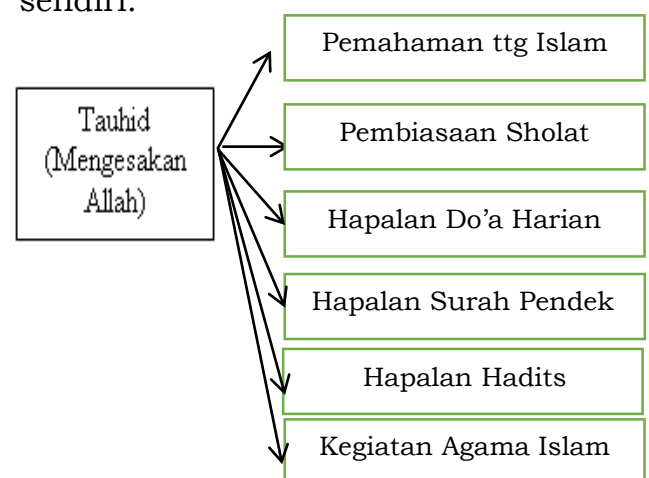 sendiri.
Pemahaman ttg Islam
Tauhid
(Mengesakan
Allah)
Pembiasaan Sholat
Hapalan Do’a Harian
Hapalan Surah Pendek
Hapalan Hadits
Kegiatan Agama Islam